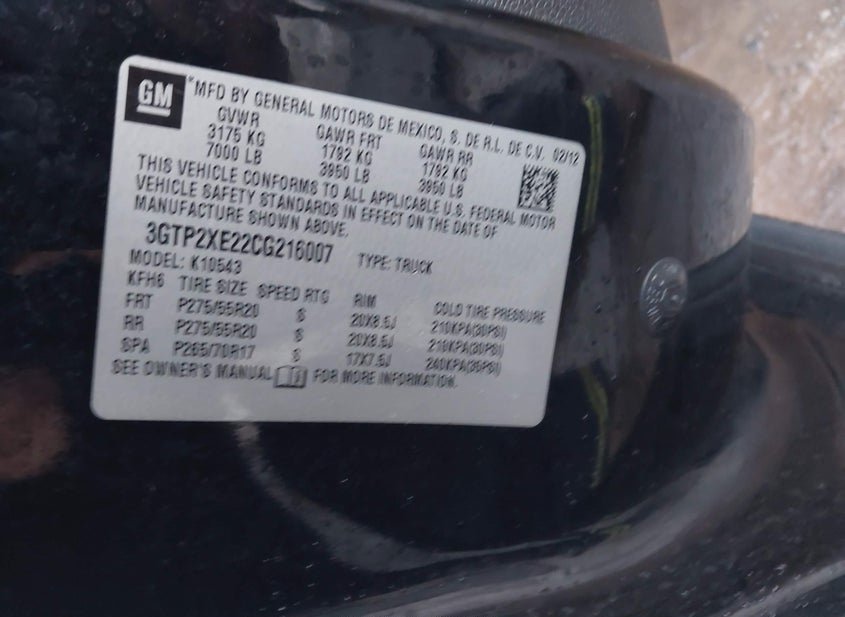 GM
*MFD BY GENERAL MOTORS DE MEXICO, S. DE R.L. DE C.V. 02/12
GVWR GAWR FRT GAWR RR
3175 KG 1792 KG 1792 KG
7000 LB 3950 LB 3950 LB
THIS VEHICLE CONFORMS TO ALL APPLICABLE U.S. FEDERAL MOTOR
VEHICLE SAFETY STANDARDS IN EFFECT ON THE DATE OF
MANUFACTURE SHOWN ABOVE.
3GTP2XE22CG216007 TYPE: TRUCK
MODEL: K10543
KFH6 TIRE SIZE SPEED RTG RIM COLD TIRE PRESSURE
FRT P275/55R20 S 20X8.5J 210KPA(30PSI)
RR P275/55R20 S 20X8.5J 210KPA(30PSI)
SPA P265/70R17 S 17X7.5J
SEE OWNER'S MANUAL FOR MORE INFORMATION.